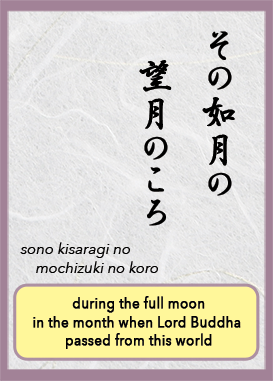 その如月の
望月のころ
sono kisaragi no
mochizuki no koro
during the full moon
in the month when Lord Buddha
passed from this world